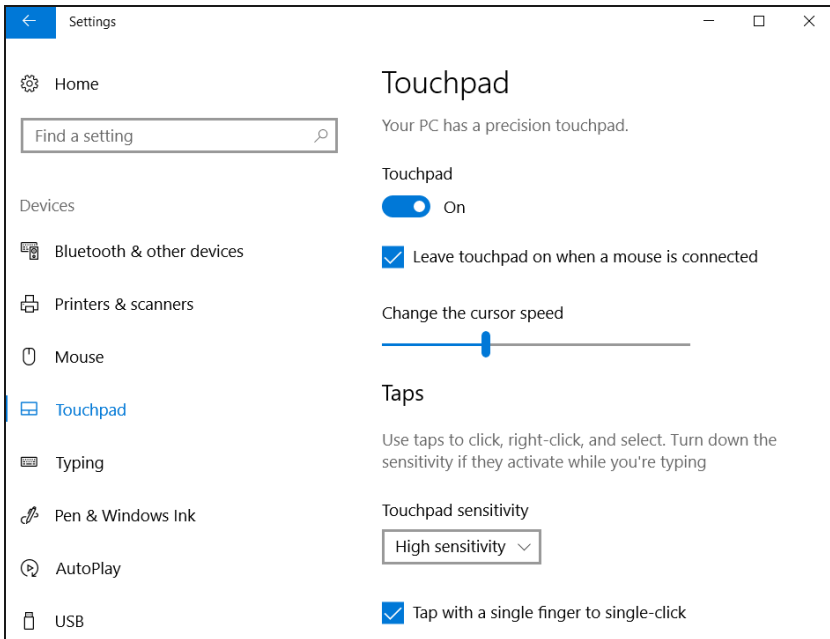 Settings
Home
Find a setting
Devices
Bluetooth & other devices
Printers & scanners
Mouse
Touchpad
Typing
Pen & Windows Ink
AutoPlay
USB
Touchpad
Your PC has a precision touchpad.
Touchpad
On
Leave touchpad on when a mouse is connected
Change the cursor speed
Taps
Use taps to click, right-click, and select. Turn down the
sensitivity if they activate while you're typing
Touchpad sensitivity
High sensitivity
Tap with a single finger to single-click